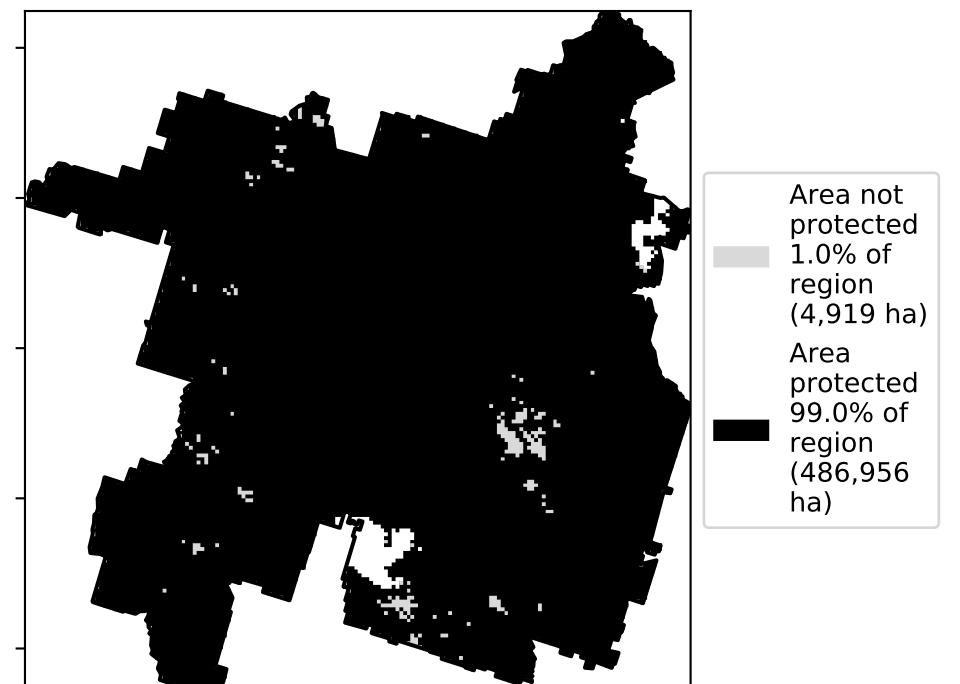 Area not
protected
1.0% of
region
(4,919 ha)
Area
protected
99.0% of
region
(486,956
ha)